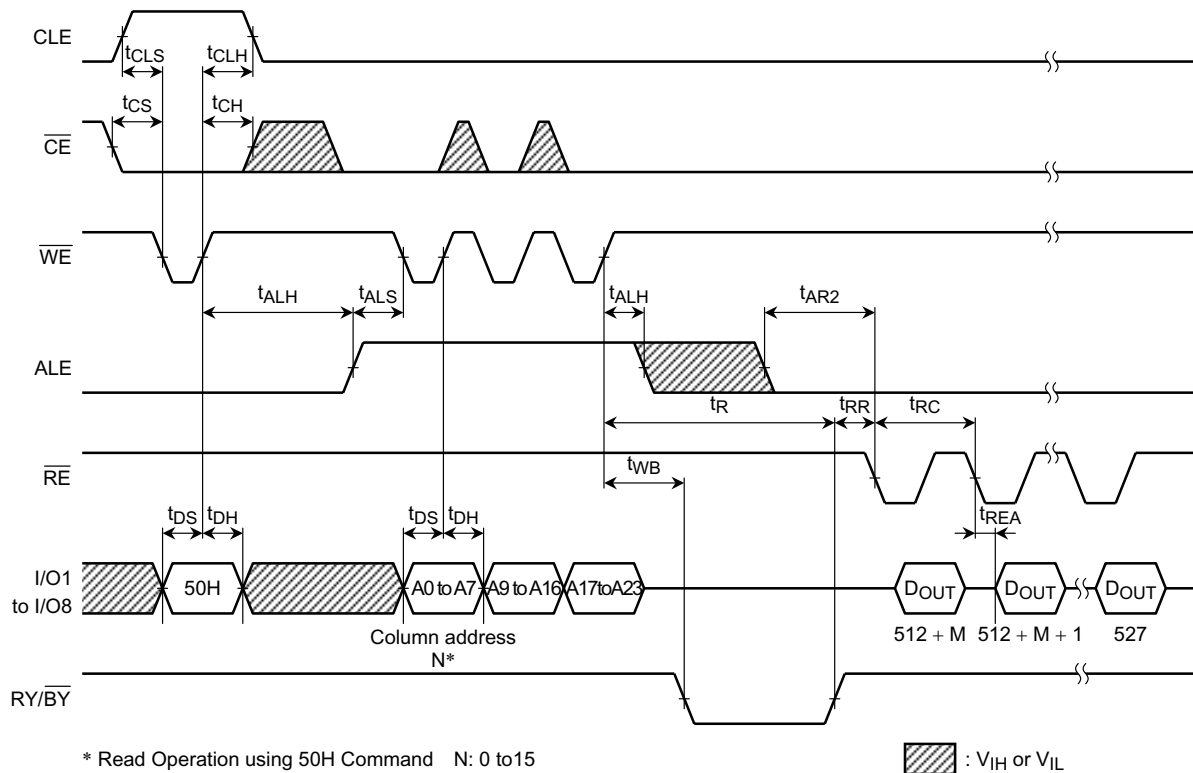 CLE
tCLS tCLH
tCS tCH
CE
WE
tALH tALS tALH tAR2
ALE
tR tRR tRC
RE
tWB
tDS tDH tDS tDH tREA
I/O1
to I/O8
50H A0 to A7 A9 to A16 A17 to A23 DOUT DOUT DOUT
Column address
N*
512 + M 512 + M + 1 527
RY/BY
* Read Operation using 50H Command N: 0 to15
: VIH or VIL